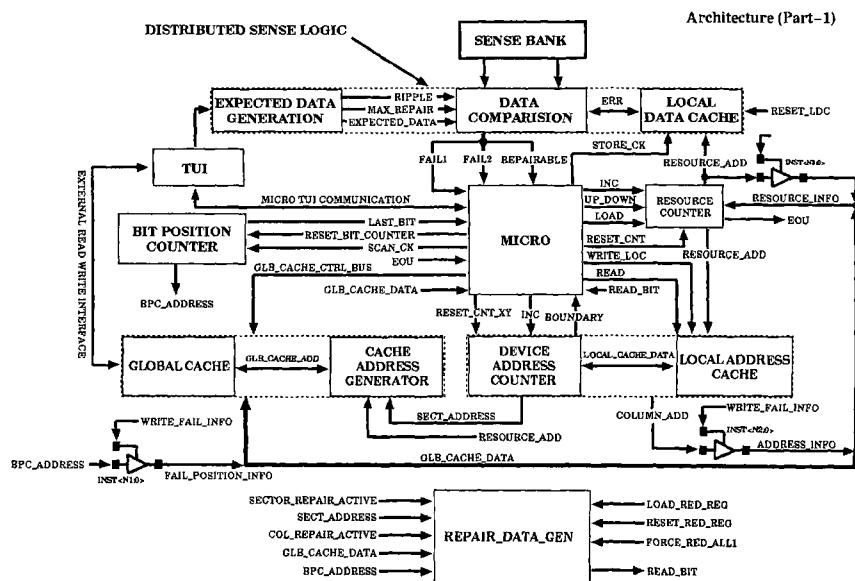 Architecture (Part-1)
DISTRIBUTED SENSE LOGIC
SENSE BANK
EXPECTED DATA GENERATION
RIPPLE
MAX_REPAIR
EXPECTED_DATA
DATA COMPARISION
ERR
LOCAL DATA CACHE
RESET_LDC
STORE_CK
RESOURCE_ADD
TUI
FAIL1
FAIL2
REPAIRABLE
EXTERNAL READ WRITE INTERFACE
MICRO TUI COMMUNICATION
INC
UP_DOWN
LOAD
RESOURCE COUNTER
RESOURCE_INFO
EOU
BIT POSITION COUNTER
LAST_BIT
RESET_BIT_COUNTER
SCAN_CK
EOU
MICRO
RESET_CNT
RESOURCE_ADD
WRITE_LOC
READ
READ_BIT
GLB_CACHE_CTRL_BUS
BPC_ADDRESS
GLB_CACHE_DATA
RESET_CNT_XY
INC
BOUNDARY
GLOBAL CACHE
GLB_CACHE_ADD
CACHE ADDRESS GENERATOR
DEVICE ADDRESS COUNTER
LOCAL_CACHE_DATA
LOCAL ADDRESS CACHE
SECT_ADDRESS
COLUMN_ADD
WRITE_FAIL_INFO
WRITE_FAIL_INFO
RESOURCE_ADD
INST<N2:0>
ADDRESS_INFO
BPC_ADDRESS
INST<N1:0>
FAIL_POSITION_INFO
GLB_CACHE_DATA
SECTOR_REPAIR_ACTIVE
SECT_ADDRESS
COL_REPAIR_ACTIVE
GLB_CACHE_DATA
BPC_ADDRESS
REPAIR_DATA_GEN
LOAD_RED_REG
RESET_RED_REG
FORCE_RED_ALL1
READ_BIT